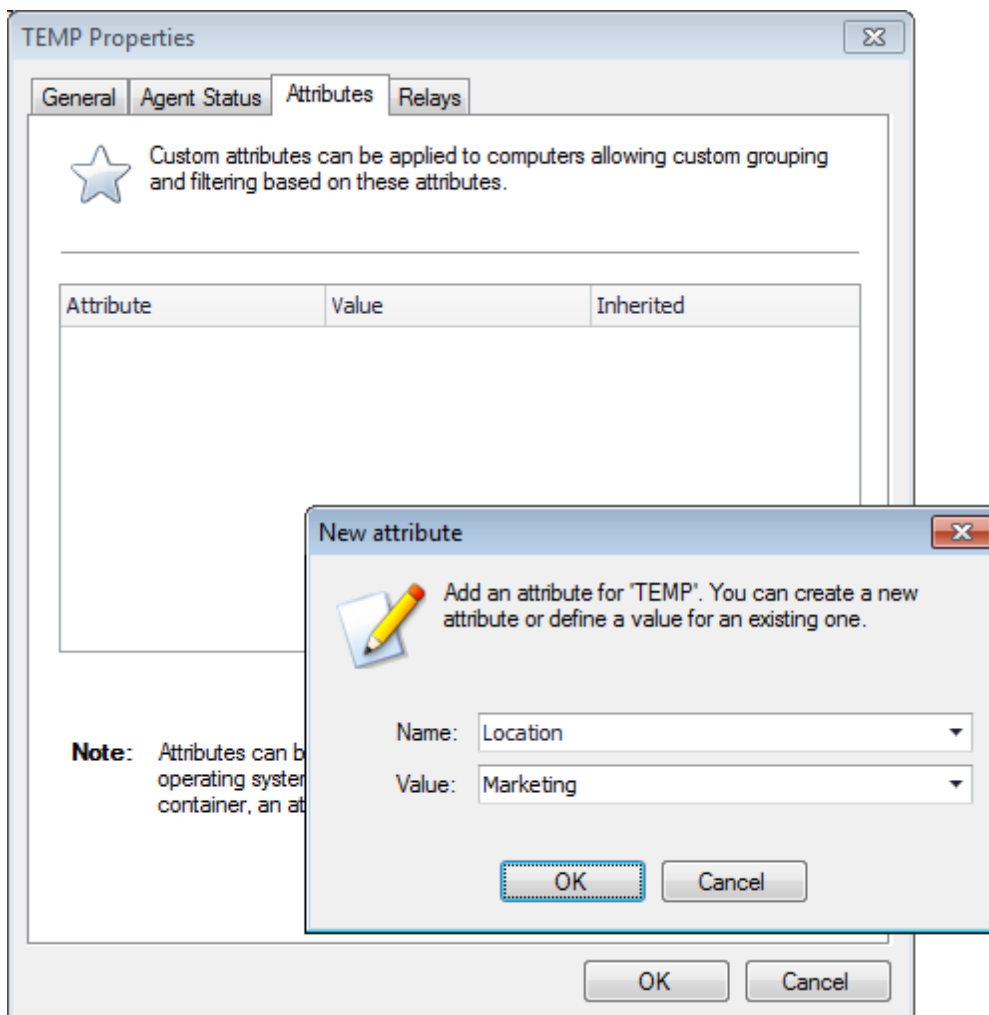 TEMP Properties
General Agent Status Attributes Relays
Custom attributes can be applied to computers allowing custom grouping
and filtering based on these attributes.
Attribute Value Inherited
New attribute
Add an attribute for 'TEMP'. You can create a new
attribute or define a value for an existing one.
Name: Location
Value: Marketing
OK Cancel
Note: Attributes can
operating
container, an
OK Cancel